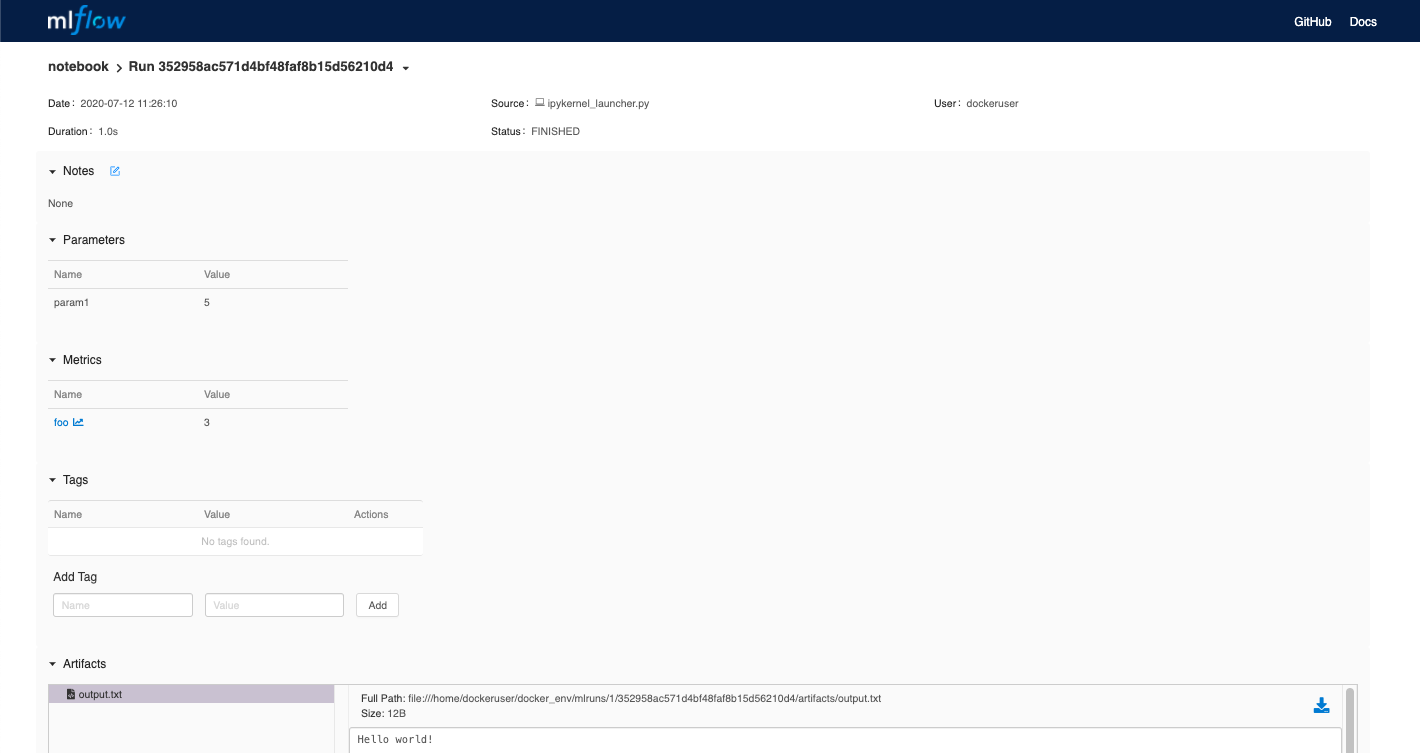 mlflow
GitHub Docs
notebook > Run 352958ac571d4bf48faf8b15d56210d4
Date: 2020-07-12 11:26:10
Source: ipykernel_launcher.py
User: dockeruser
Duration: 1.0s
Status: FINISHED
Notes
None
Parameters
Name Value
param1 5
Metrics
Name Value
foo 3
Tags
Name Value Actions
No tags found.
Add Tag
Name Value Add
Artifacts
output.txt
Full Path: file:///home/dockeruser/docker_env/mlruns/1/352958ac571d4bf48faf8b15d56210d4/artifacts/output.txt
Size: 12B
Hello world!